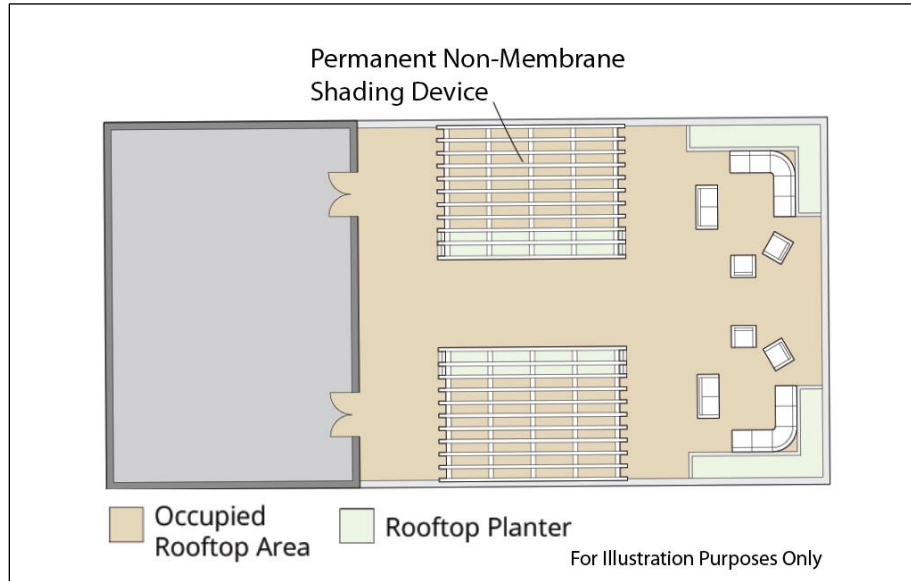 Permanent Non-Membrane
Shading Device
Occupied
Rooftop Area
Rooftop Planter
For Illustration Purposes Only